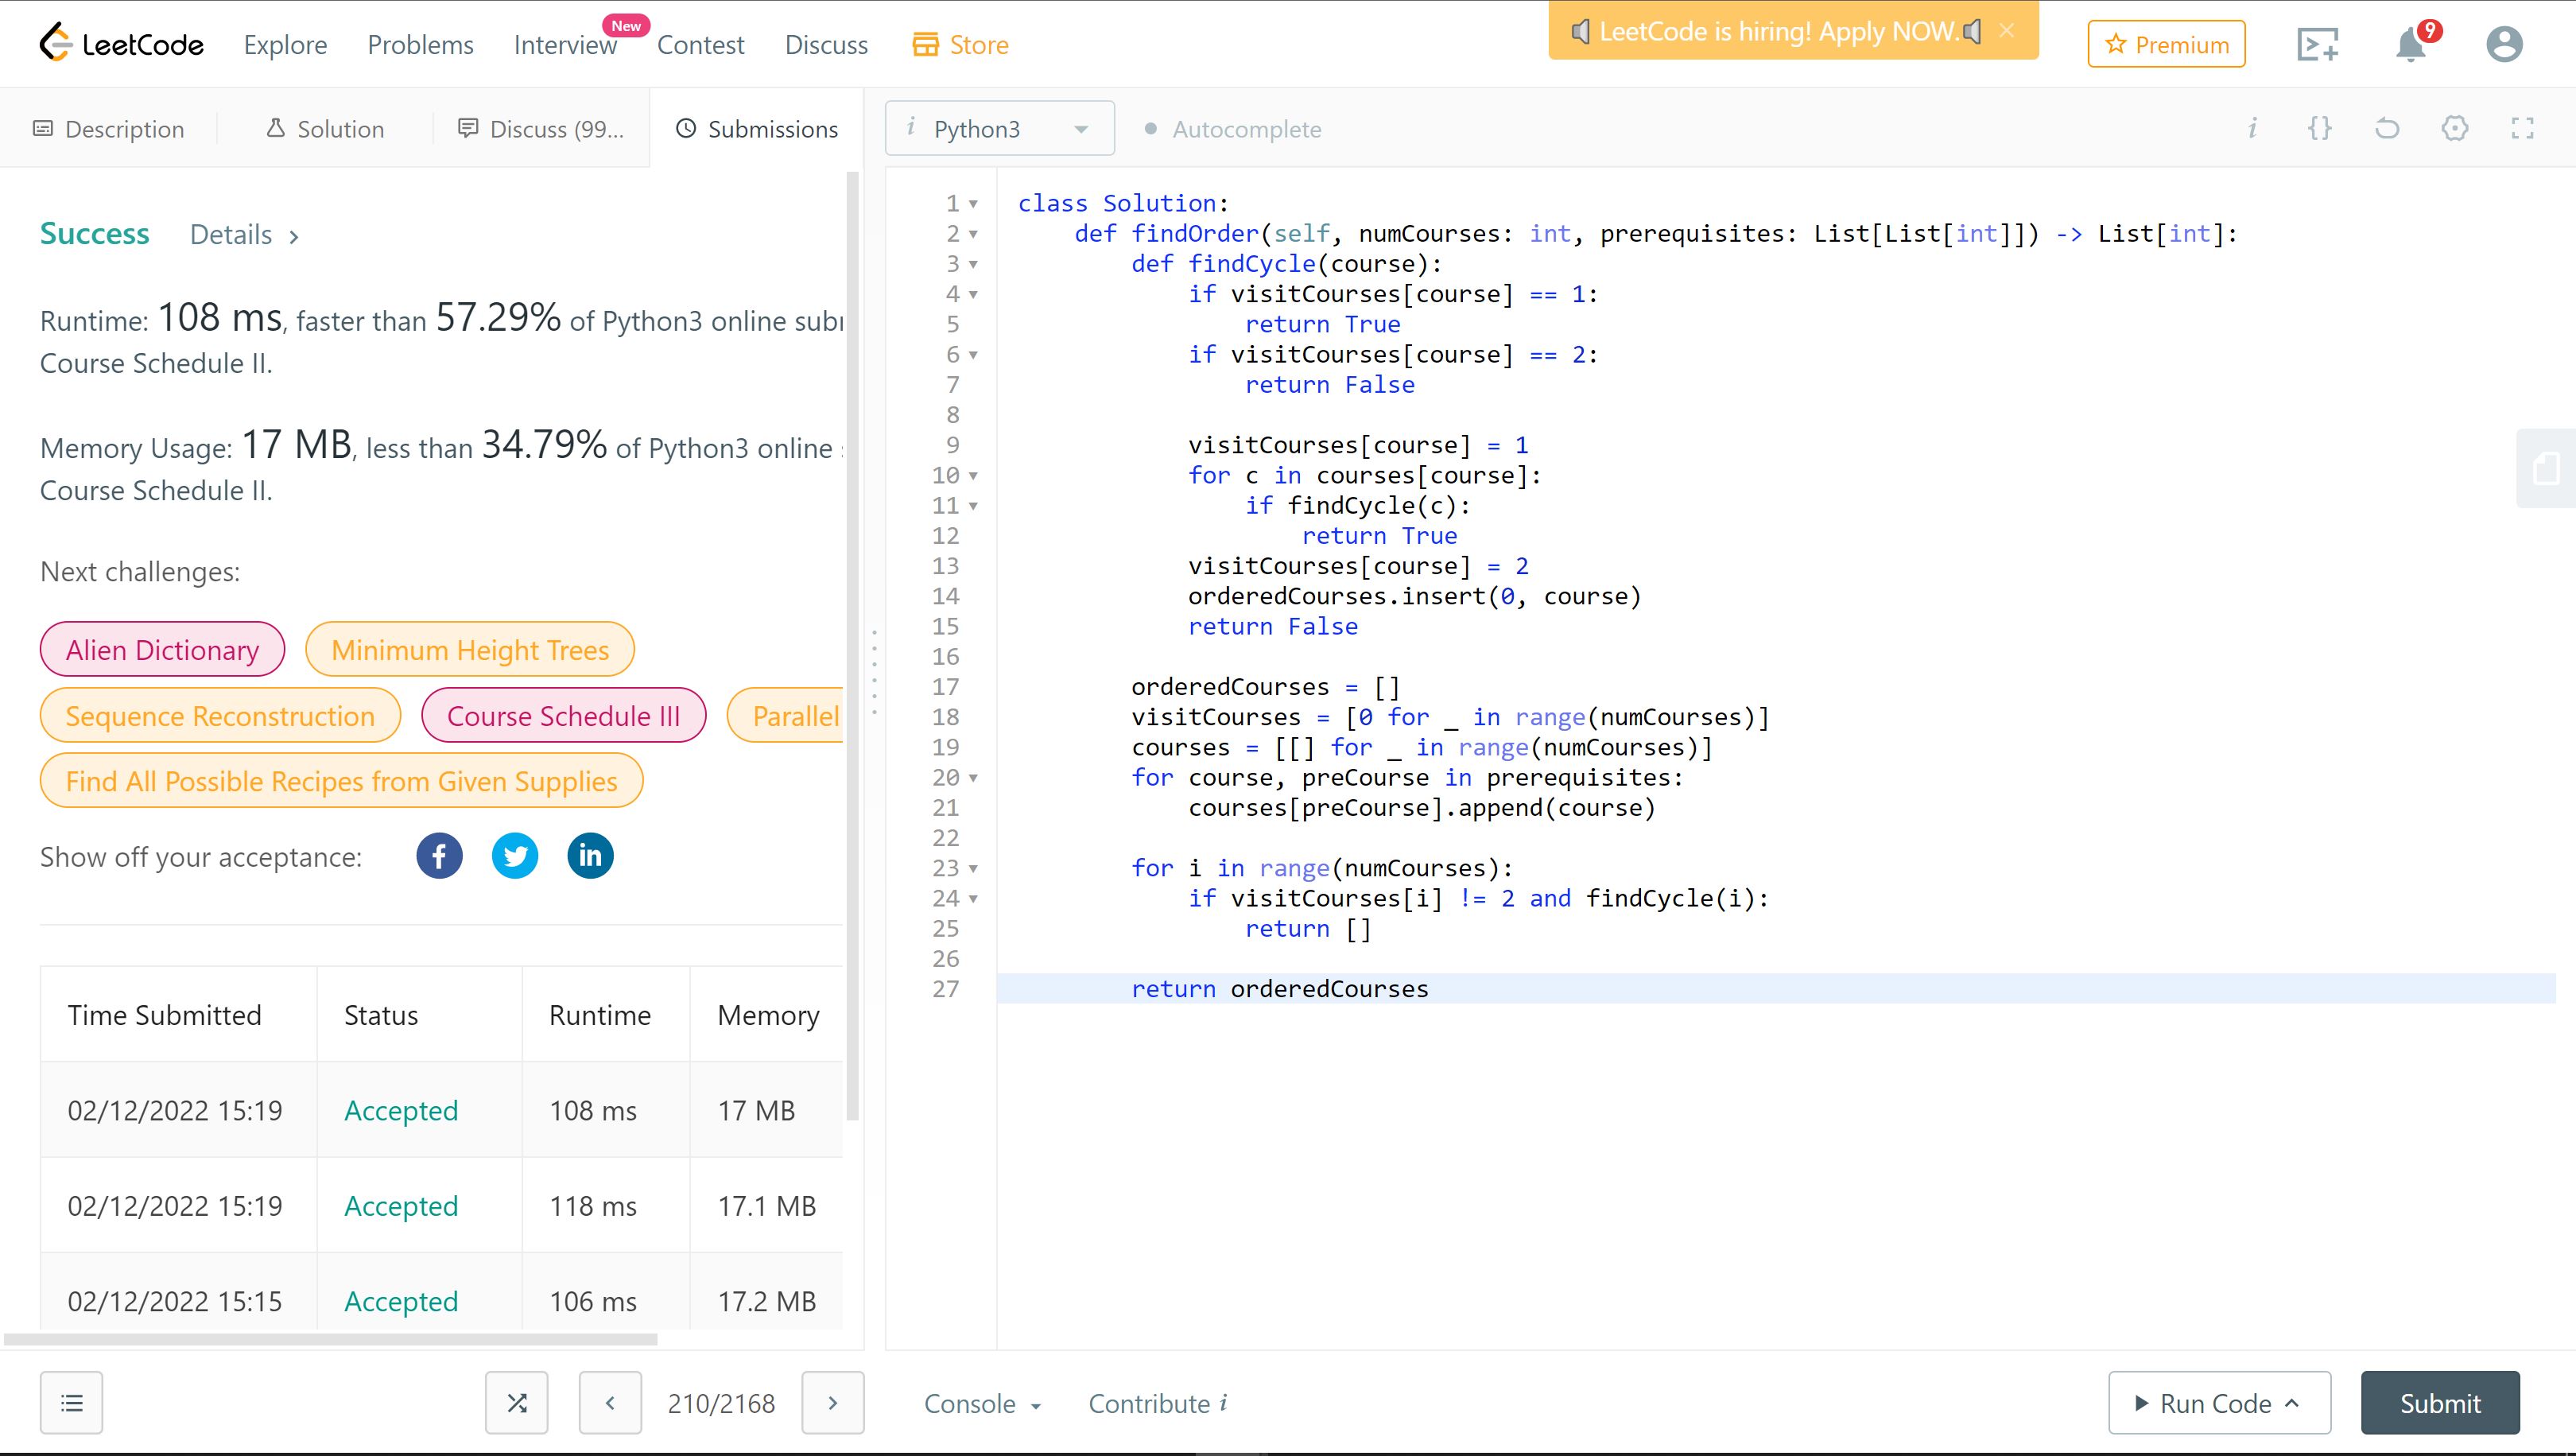 LeetCode Explore Problems Interview New Contest Discuss Store LeetCode is hiring! Apply NOW. × Premium 9
Description Solution Discuss (99... Submissions
i Python3 Autocomplete i {}
Success Details >
Runtime: 108 ms, faster than 57.29% of Python3 online
Course Schedule II.
Memory Usage: 17 MB, less than 34.79% of Python3 online
Course Schedule II.
Next challenges:
Alien Dictionary Minimum Height Trees
Sequence Reconstruction Course Schedule III Parallel
Find All Possible Recipes from Given Supplies
Show off your acceptance: f in
Time Submitted Status Runtime Memory
02/12/2022 15:19 Accepted 108 ms 17 MB
02/12/2022 15:19 Accepted 118 ms 17.1 MB
02/12/2022 15:15 Accepted 106 ms 17.2 MB
1 class Solution:
2 def findOrder(self, numCourses: int, prerequisites: List[List[int]]) -> List[int]:
3 def findCycle(course):
4 if visitCourses[course] == 1:
5 return True
6 if visitCourses[course] == 2:
7 return False
8
9 visitCourses[course] = 1
10 for c in courses[course]:
11 if findCycle(c):
12 return True
13 visitCourses[course] = 2
14 orderedCourses.insert(0, course)
15 return False
16
17 orderedCourses = []
18 visitCourses = [0 for _ in range(numCourses)]
19 courses = [[] for _ in range(numCourses)]
20 for course, preCourse in prerequisites:
21 courses[preCourse].append(course)
22
23 for i in range(numCourses):
24 if visitCourses[i] != 2 and findCycle(i):
25 return []
26
27 return orderedCourses
210/2168 Console Contribute i Run Code Submit